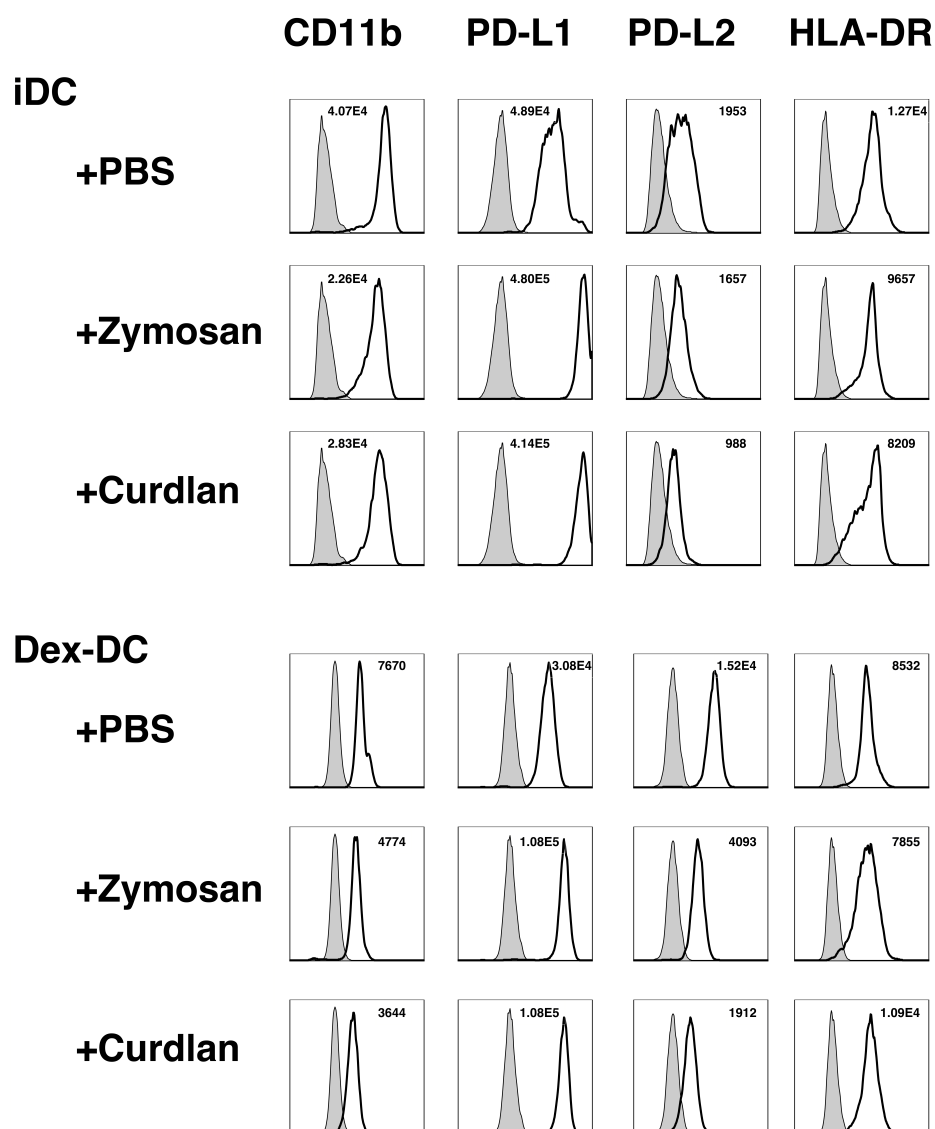 CD11b PD-L1 PD-L2 HLA-DR
iDC
+PBS 4.07E4 4.89E4 1953 1.27E4
+Zymosan 2.26E4 4.80E5 1657 9657
+Curdlan 2.83E4 4.14E5 988 8209
Dex-DC
+PBS 7670 3.08E4 1.52E4 8532
+Zymosan 4774 1.08E5 4093 7855
+Curdlan 3644 1.08E5 1912 1.09E4